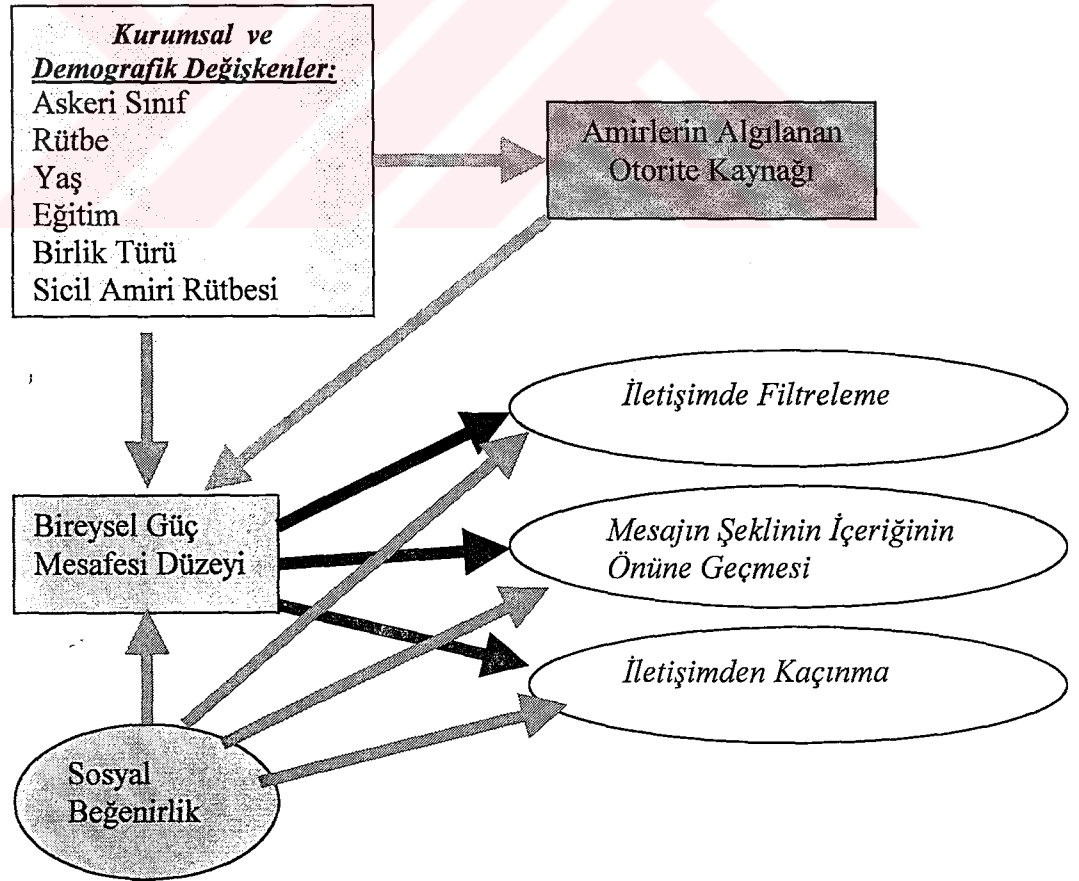 Kurumsal ve
Demografik Değişkenler:
Askeri Sınıf
Rütbe
Yaş
Eğitim
Birlik Türü
Sicil Amiri Rütbesi
Amirlerin Algılanan
Otorite Kaynağı
İletişimde Filtreleme
Bireysel Güç
Mesafesi Düzeyi
Mesajın Şeklinin İçeriğinin
Önüne Geçmesi
İletişimden Kaçınma
Sosyal
Beğenirlik